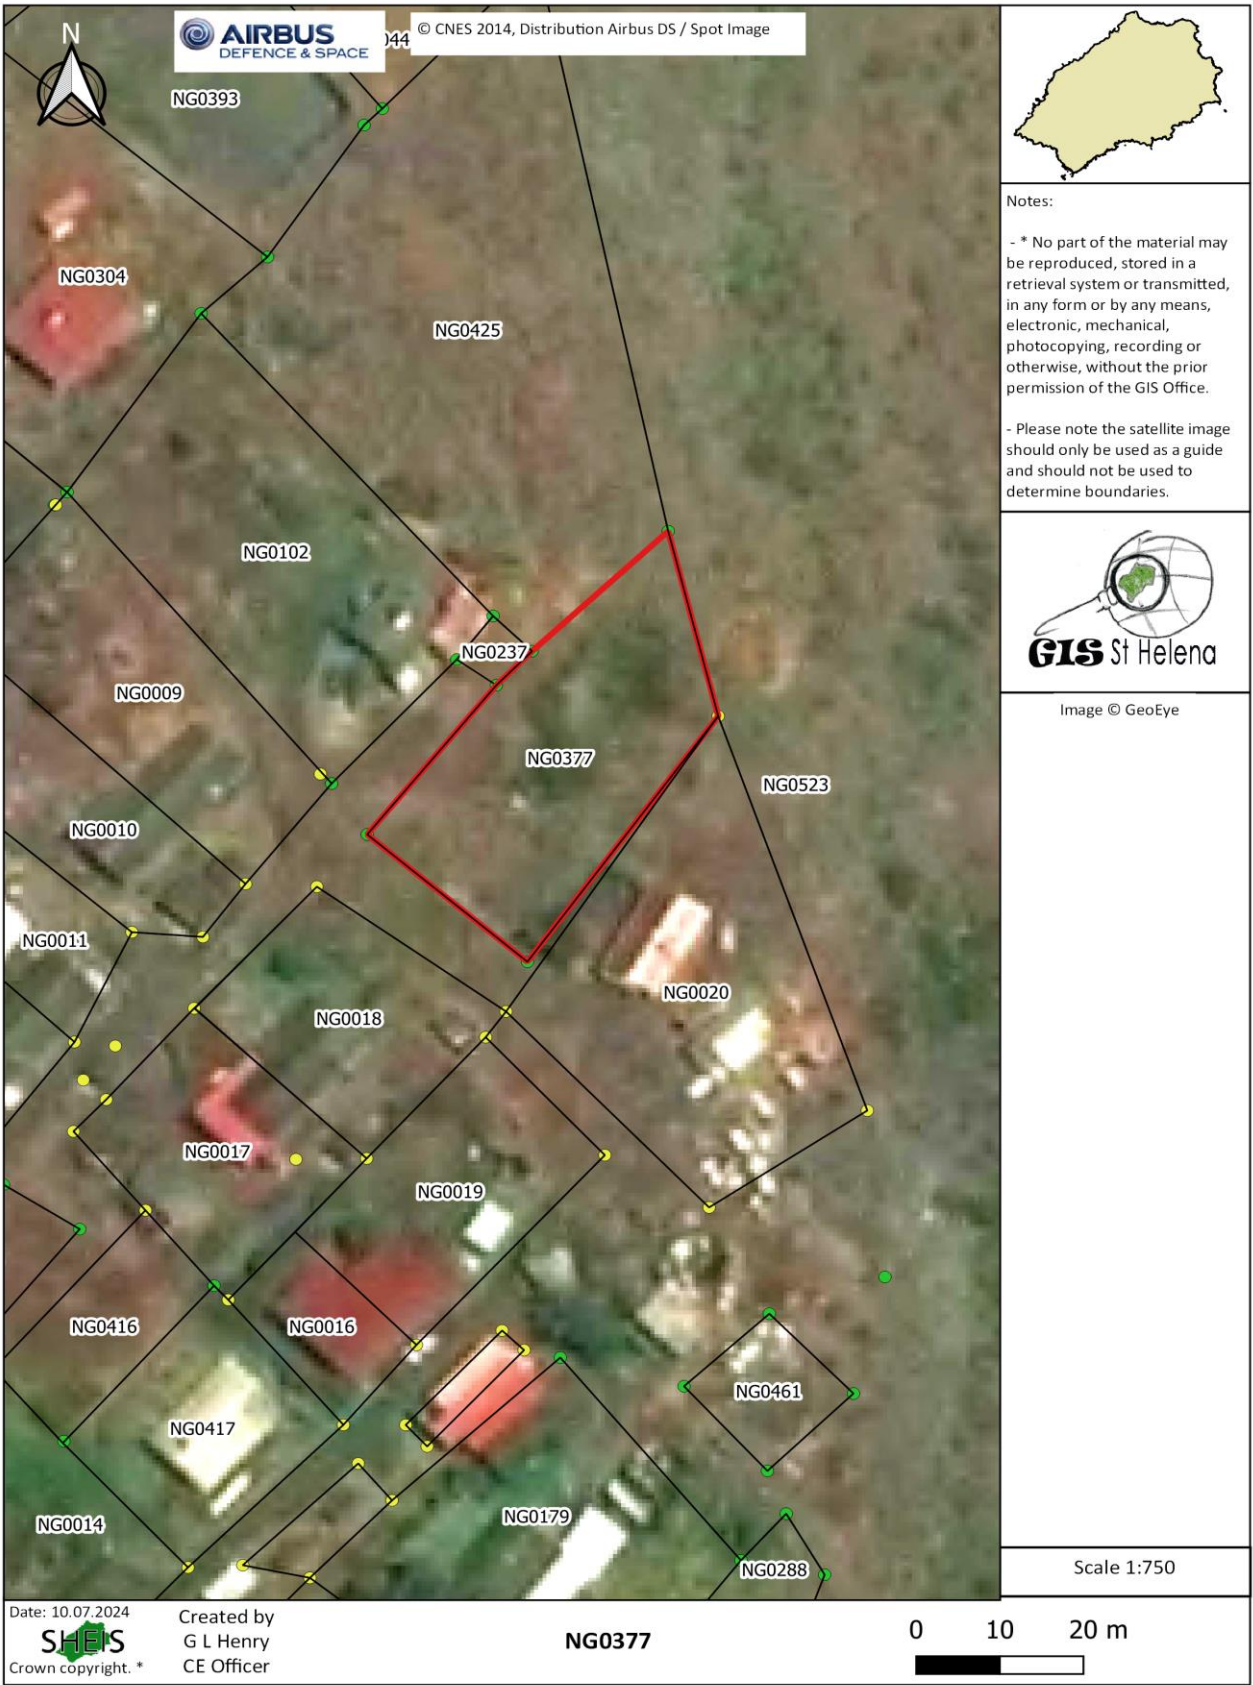 N
AIRBUS
DEFENCE & SPACE
044
© CNES 2014, Distribution Airbus DS / Spot Image
NG0393
NG0304
NG0425
NG0102
NG0237
NG0009
NG0377
NG0523
NG0010
NG0011
NG0020
NG0018
NG0017
NG0019
NG0416
NG0016
NG0461
NG0417
NG0014
NG0179
NG0288
Notes:
- * No part of the material may
be reproduced, stored in a
retrieval system or transmitted,
in any form or by any means,
electronic, mechanical,
photocopying, recording or
otherwise, without the prior
permission of the GIS Office.
- Please note the satellite image
should only be used as a guide
and should not be used to
determine boundaries.
GIS St Helena
Image © GeoEye
Scale 1:750
Date: 10.07.2024
SHEIS
Crown copyright. *
Created by
G L Henry
CE Officer
NG0377
0 10 20 m